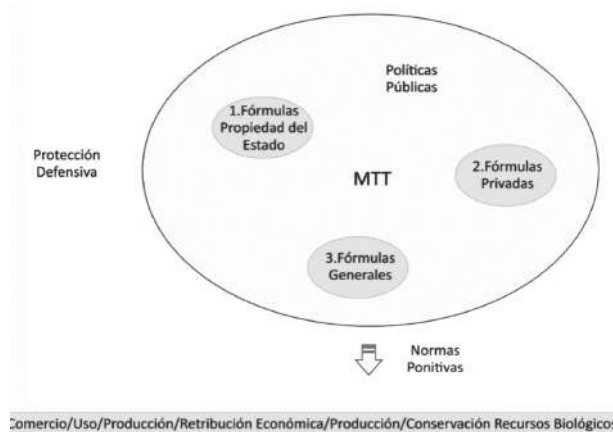 Políticas
Públicas
1.Fórmulas
Propiedad del
Estado
Protección
Defensiva
MTT
2.Fórmulas
Privadas
3.Fórmulas
Generales
Normas
Ponitivas
Comercio/Uso/Producción/Retribución Económica/Producción/Conservación Recursos Biológicos